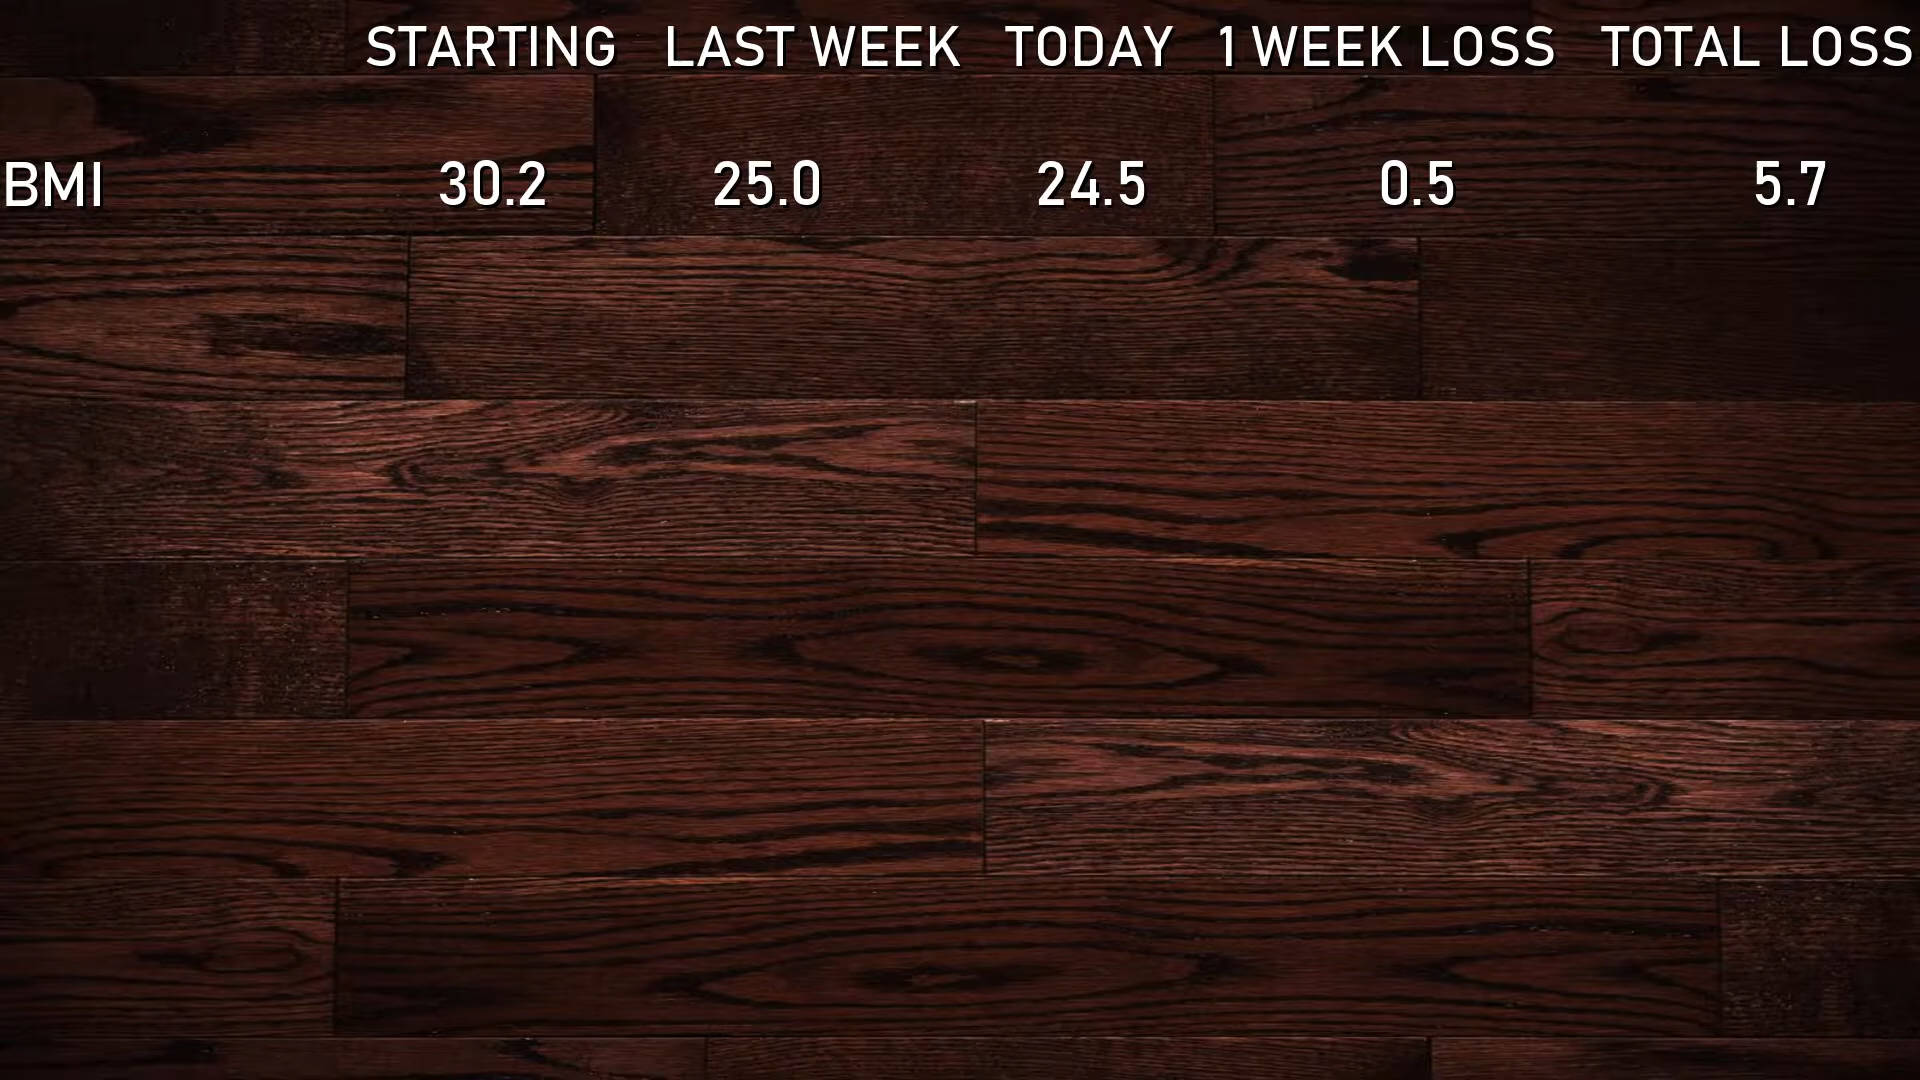 STARTING LAST WEEK TODAY 1 WEEK LOSS TOTAL LOSS
BMI 30.2 25.0 24.5 0.5 5.7